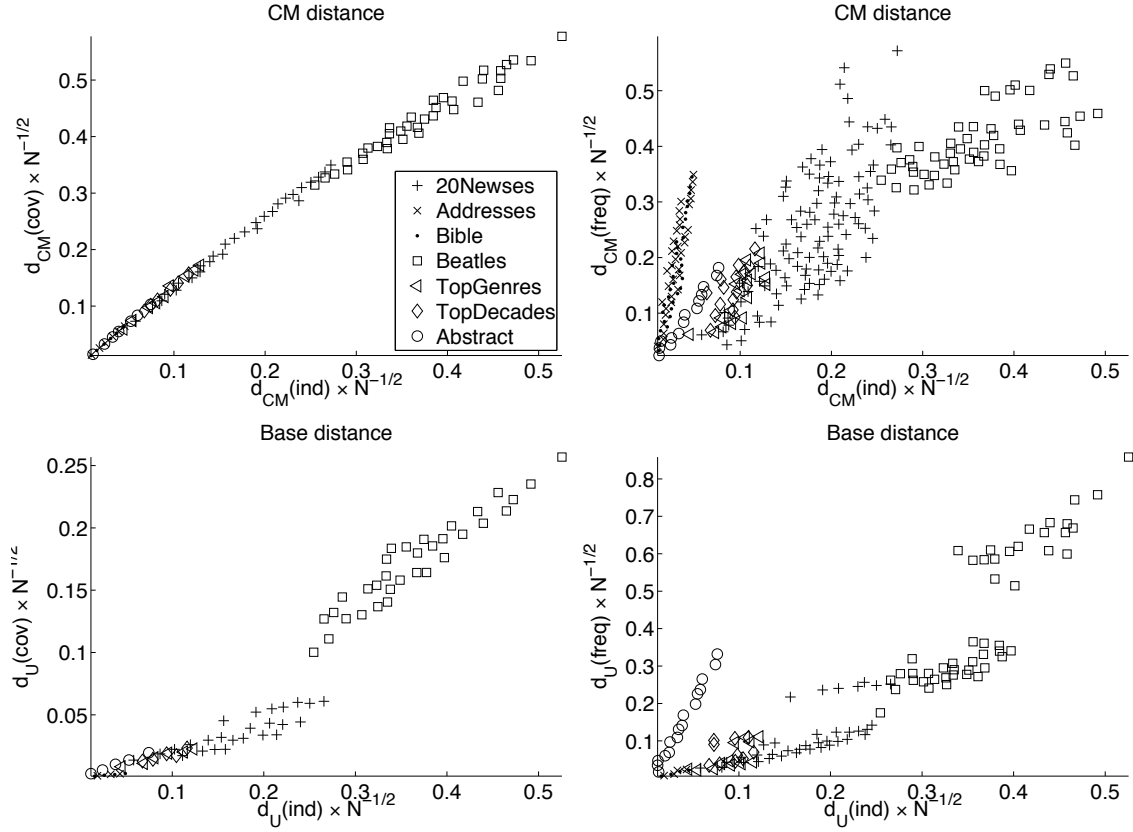 CM distance
0.5
0.4
0.3
0.2
0.1
d_CM(cov) × N^−1/2
0.1 0.2 0.3 0.4 0.5
d_CM(ind) × N^−1/2
20Newses
Addresses
Bible
Beatles
TopGenres
TopDecades
Abstract
CM distance
0.5
0.4
0.3
0.2
0.1
d_CM(freq) × N^−1/2
0.1 0.2 0.3 0.4 0.5
d_CM(ind) × N^−1/2
Base distance
0.25
0.2
0.15
0.1
0.05
d_U(cov) × N^−1/2
0.1 0.2 0.3 0.4 0.5
d_U(ind) × N^−1/2
Base distance
0.8
0.7
0.6
0.5
0.4
0.3
0.2
0.1
d_U(freq) × N^−1/2
0.1 0.2 0.3 0.4 0.5
d_U(ind) × N^−1/2